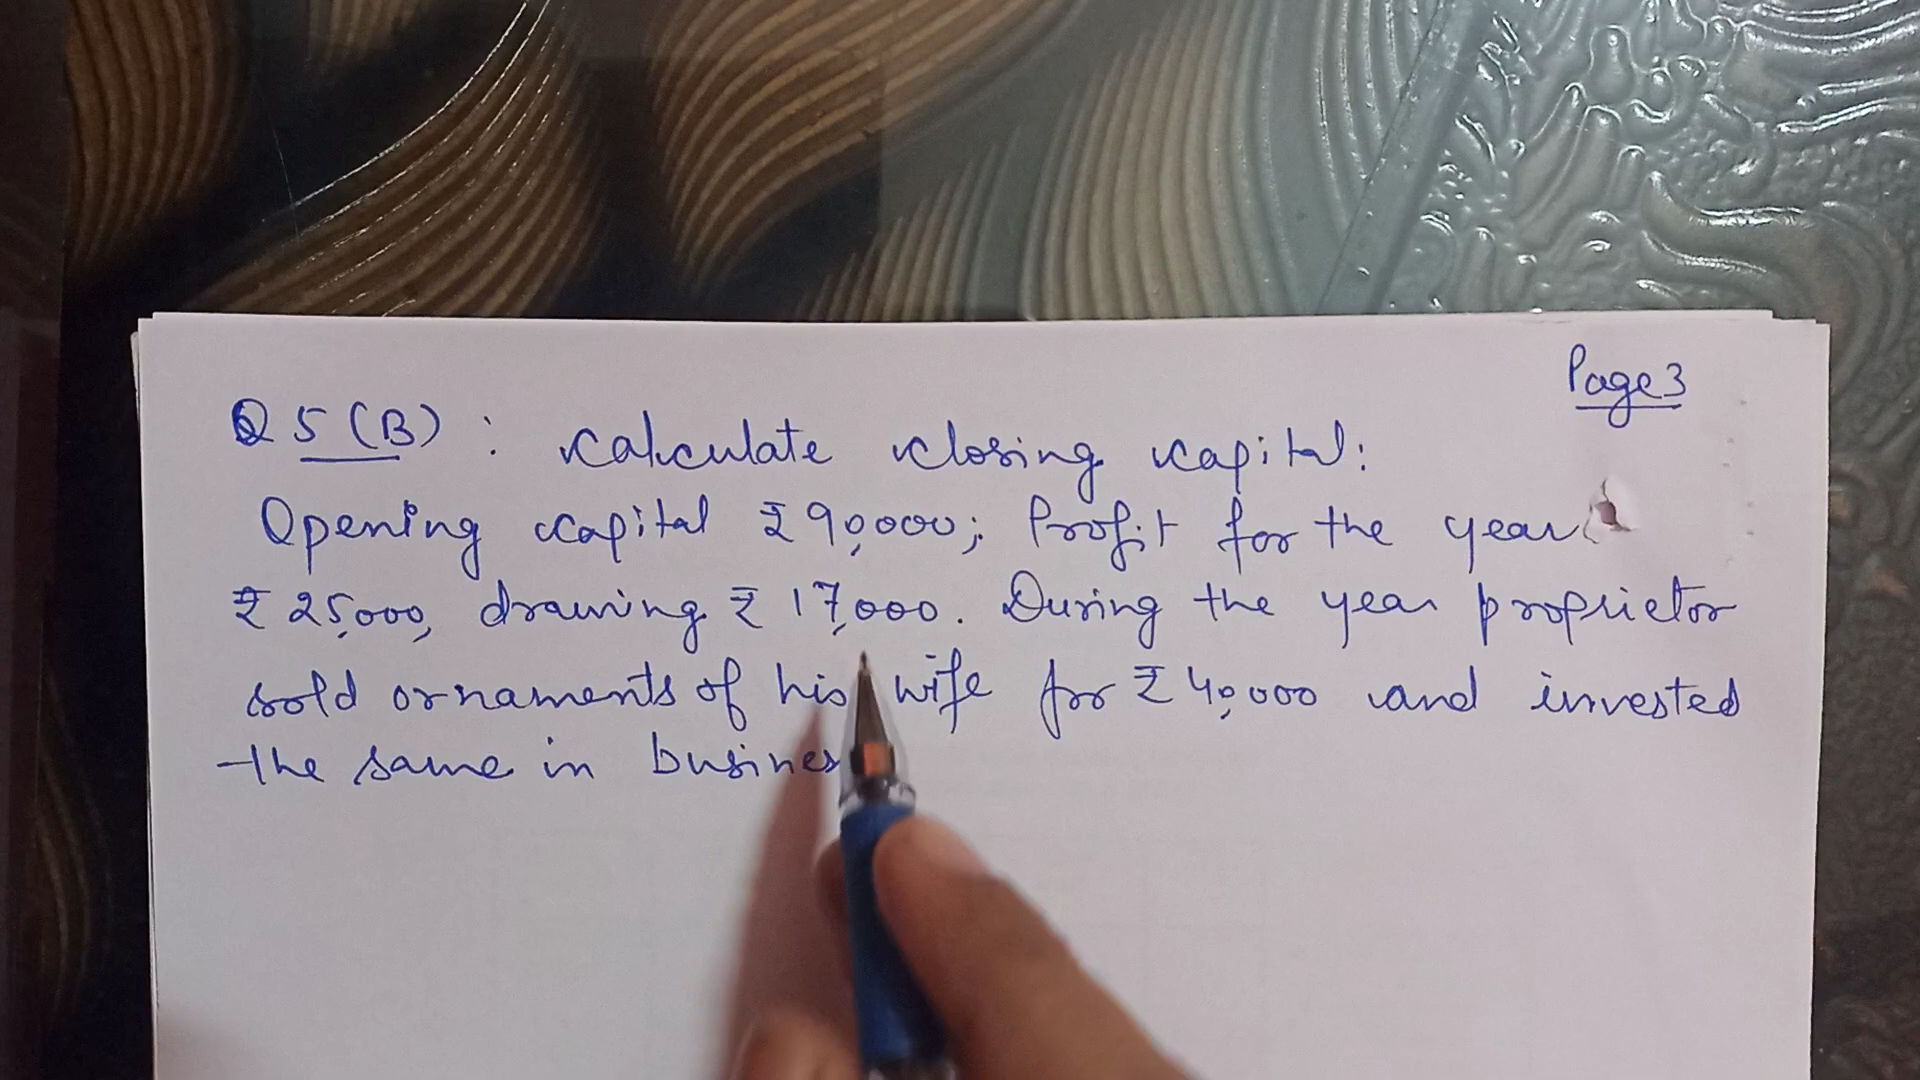 Page 3
Q 5 (B) : Calculate closing capital:
Opening capital ₹ 90,000; Profit for the year
₹ 25,000, drawing ₹ 17,000. During the year proprietor
sold ornaments of his wife for ₹ 40,000 and invested
the same in